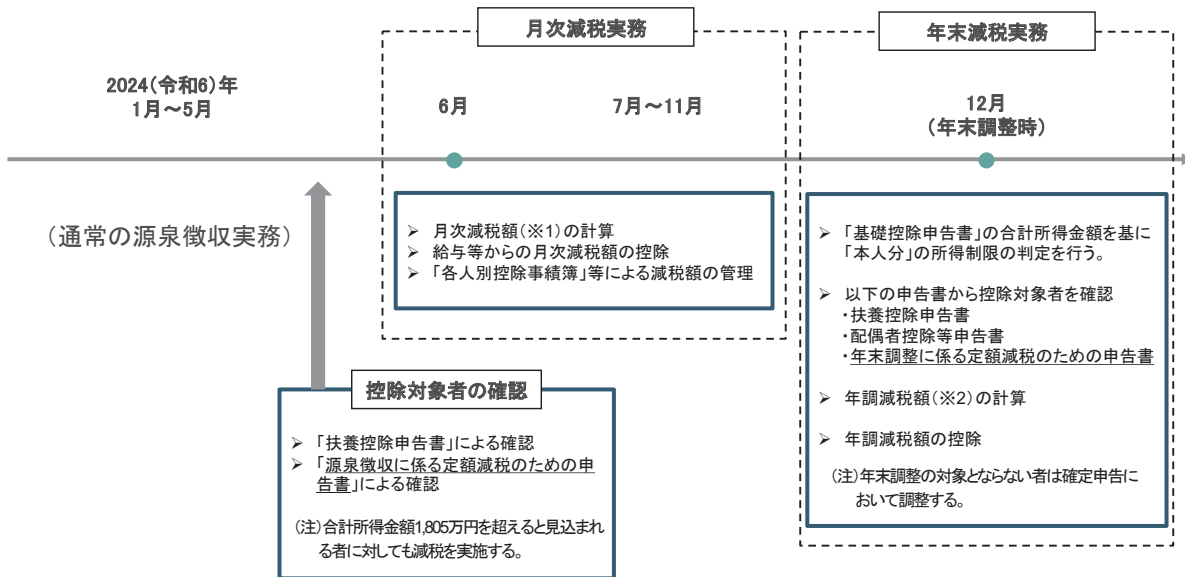 月次減税実務
年末減税実務
2024(令和6)年
1月～5月
6月
7月～11月
12月
(年末調整時)
(通常の源泉徴収実務)
➢ 月次減税額(※1)の計算
➢ 給与等からの月次減税額の控除
➢ 「各人別控除事績簿」等による減税額の管理
➢ 「基礎控除申告書」の合計所得金額を基に
「本人分」の所得制限の判定を行う。
➢ 以下の申告書から控除対象者を確認
・扶養控除申告書
・配偶者控除等申告書
・年末調整に係る定額減税のための申告書
➢ 年調減税額(※2)の計算
➢ 年調減税額の控除
(注)年末調整の対象とならない者は確定申告に
おいて調整する。
控除対象者の確認
➢ 「扶養控除申告書」による確認
➢ 「源泉徴収に係る定額減税のための申
告書」による確認
(注)合計所得金額1,805万円を超えると見込まれ
る者に対しても減税を実施する。